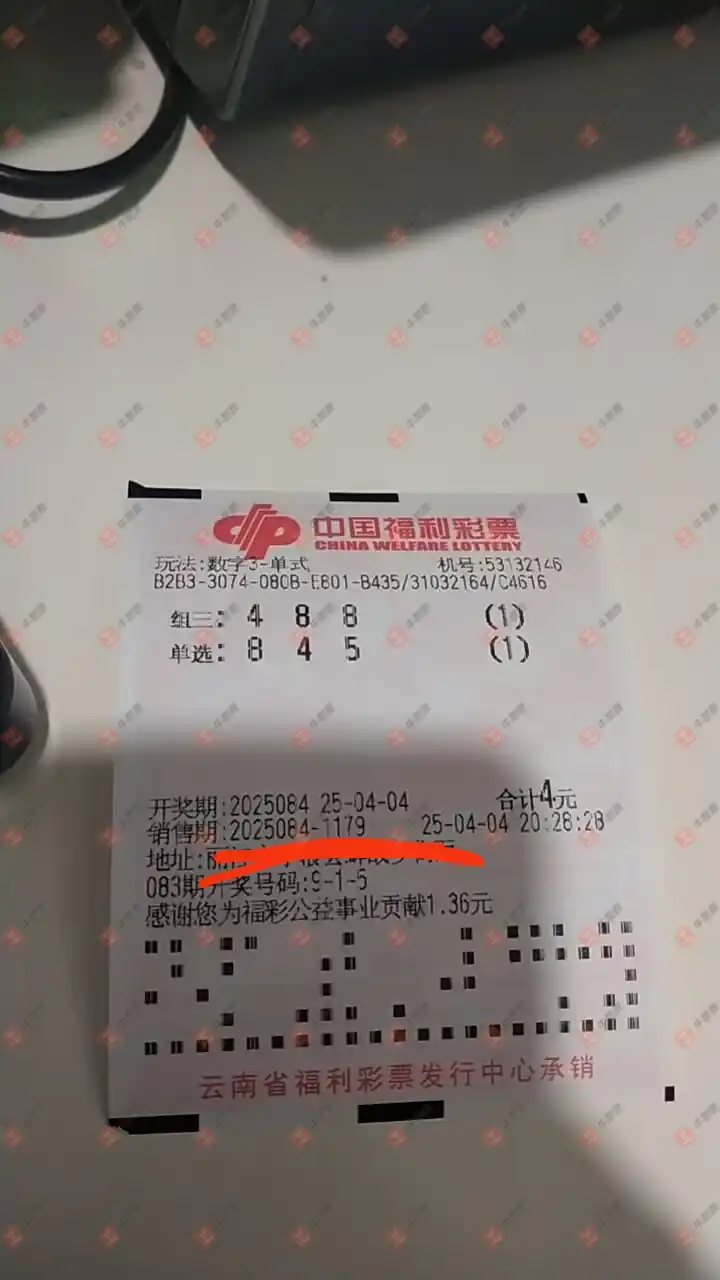 中国福利彩票
CHINA WELFARE LOTTERY
玩法:数字3-单式 机号:53132146
B2B3-3074-080B-E801-B435/31032164/C4616
组三: 4 8 8 (1)
单选: 8 4 5 (1)
开奖期:2025084 25-04-04 合计4元
销售期:2025084-1179 25-04-04 20:28:28
地址:
083期开奖号码:9-1-5
感谢您为福彩公益事业贡献1.36元
云南省福利彩票发行中心承销